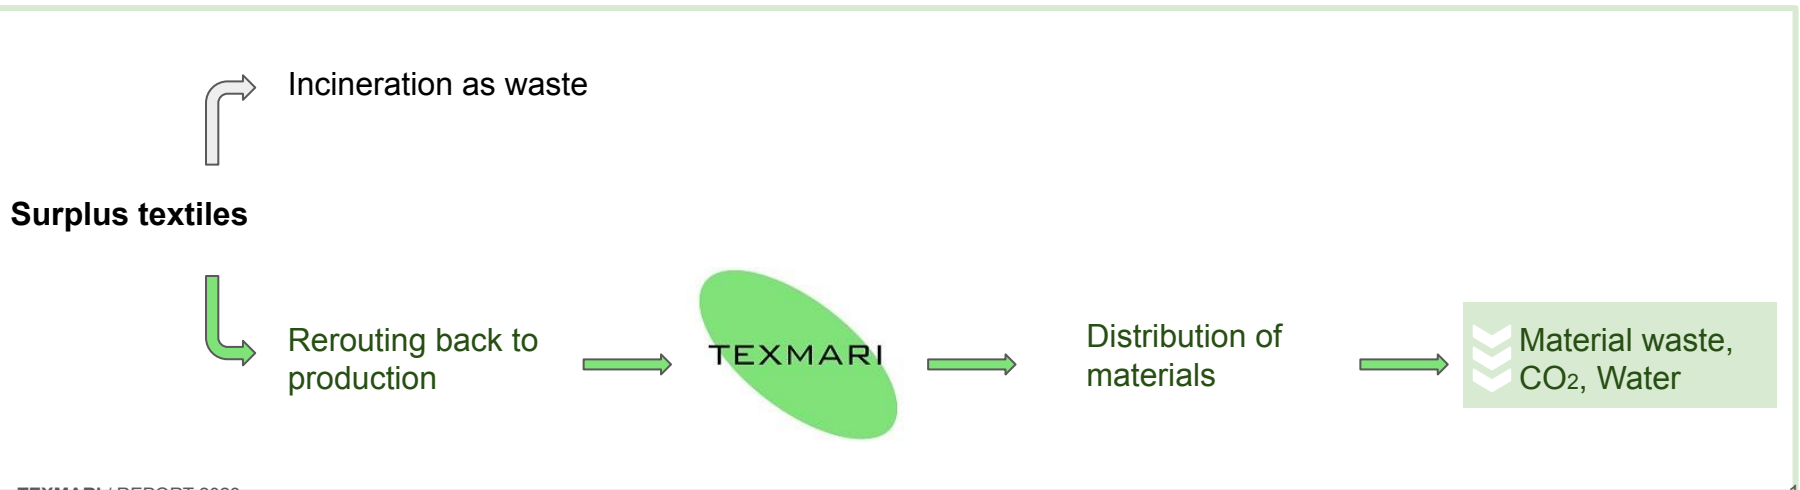 Incineration as waste
Surplus textiles
Rerouting back to
production
TEXMARI
Distribution of
materials
Material waste,
CO₂, Water